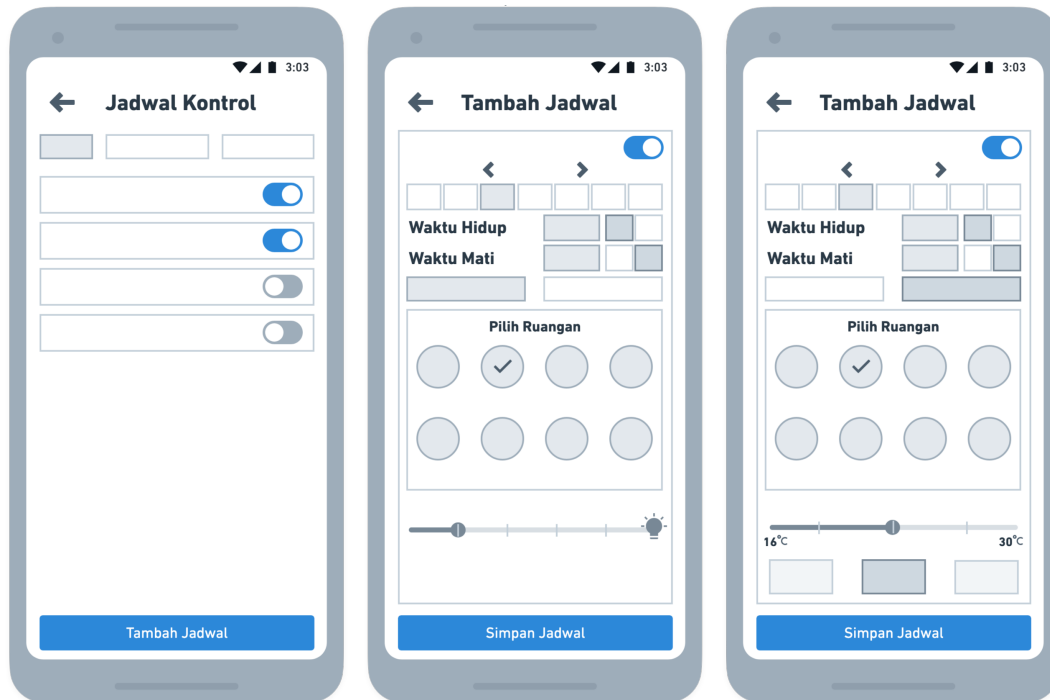 3:03
Jadwal Kontrol
Tambah Jadwal
3:03
Tambah Jadwal
Waktu Hidup
Waktu Mati
Pilih Ruangan
Simpan Jadwal
3:03
Tambah Jadwal
Waktu Hidup
Waktu Mati
Pilih Ruangan
16°C 30°C
Simpan Jadwal